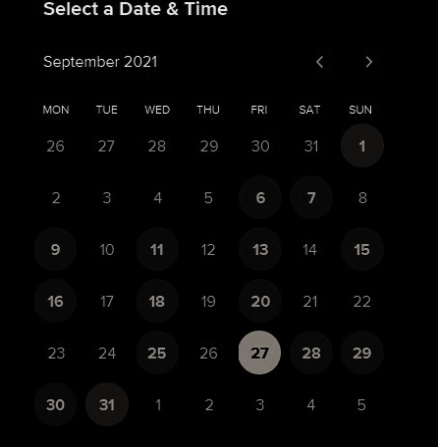 Select a Date & Time
September 2021
MON TUE WED THU FRI SAT SUN
26 27 28 29 30 31 1
2 3 4 5 6 7 8
9 10 11 12 13 14 15
16 17 18 19 20 21 22
23 24 25 26 27 28 29
30 31 1 2 3 4 5